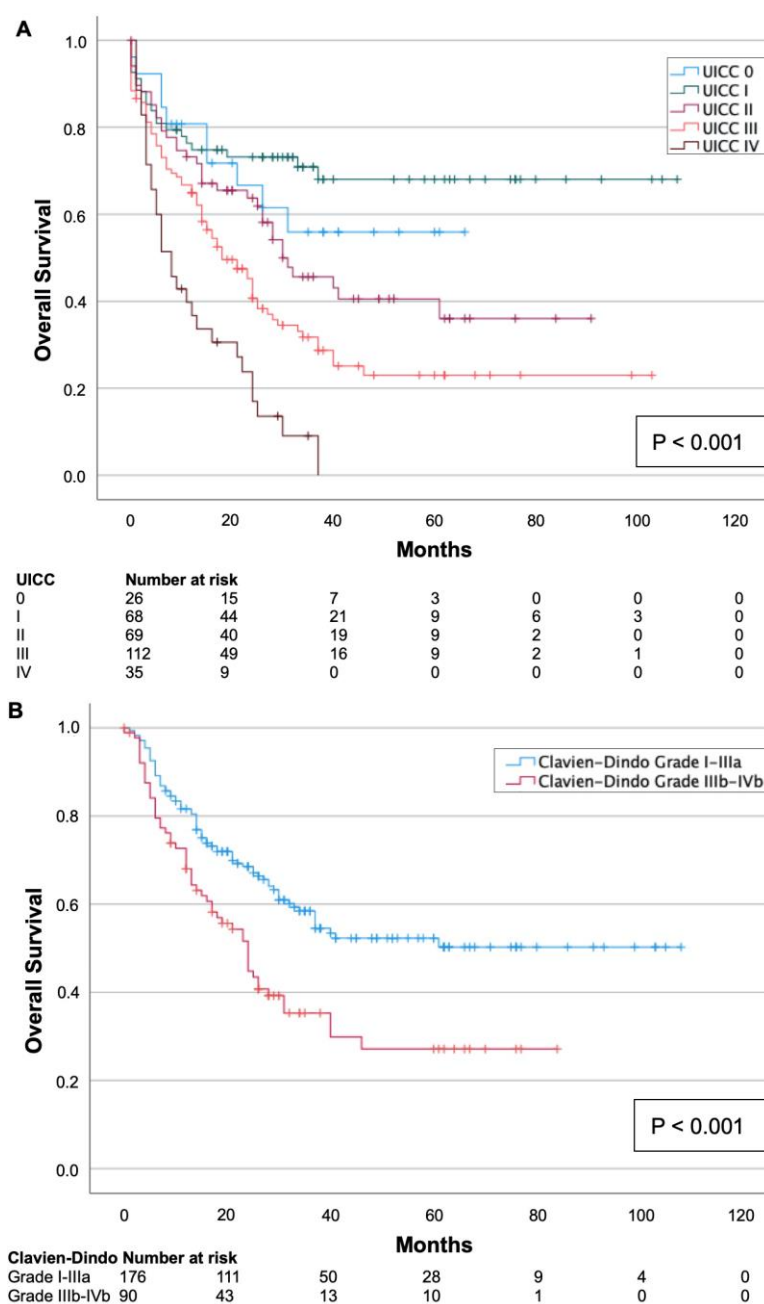 A
1.0
0.8
0.6
0.4
0.2
0.0
Overall Survival
UICC 0
UICC I
UICC II
UICC III
UICC IV
P < 0.001
0 20 40 60 80 100 120
Months
UICC Number at risk
0 26 15 7 3 0 0 0
I 68 44 21 9 6 3 0
II 69 40 19 9 2 0 0
III 112 49 16 9 2 1 0
IV 35 9 0 0 0 0 0
B
1.0
0.8
0.6
0.4
0.2
0.0
Overall Survival
Clavien-Dindo Grade I-IIIa
Clavien-Dindo Grade IIIb-IVb
P < 0.001
0 20 40 60 80 100 120
Months
Clavien-Dindo Number at risk
Grade I-IIIa 176 111 50 28 9 4 0
Grade IIIb-IVb 90 43 13 10 1 0 0